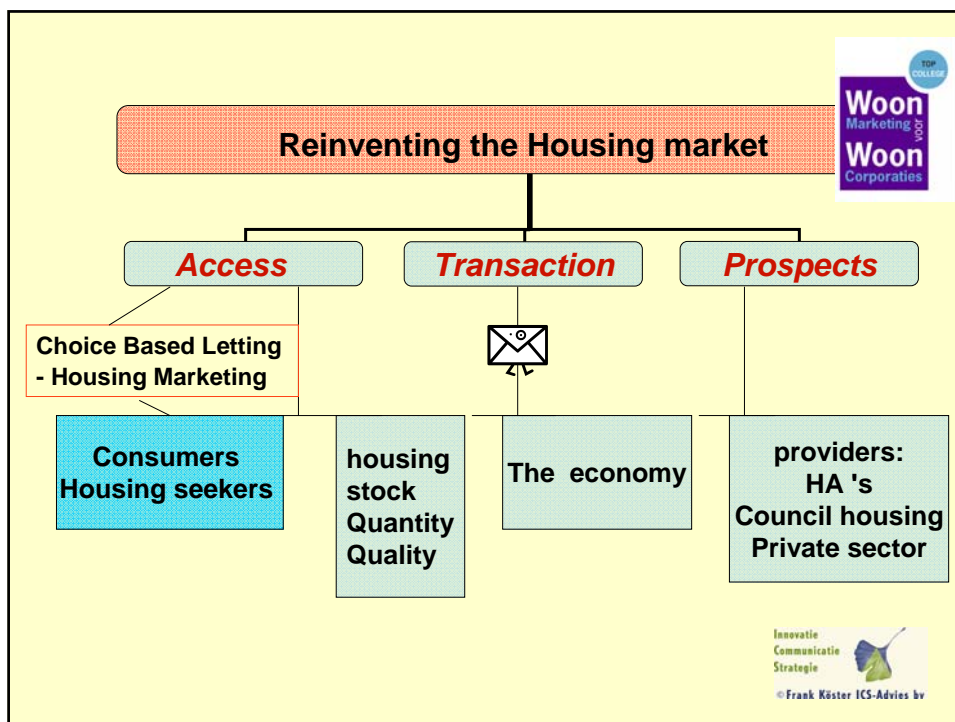 TOP
COLLEGE
Woon
Marketing
voor
Woon
Corporaties
Reinventing the Housing market
Access
Transaction
Prospects
Choice Based Letting
- Housing Marketing
Consumers
Housing seekers
housing
stock
Quantity
Quality
The economy
providers:
HA 's
Council housing
Private sector
Innovatie
Communicatie
Strategie
©Frank Köster ICS-Advies bv